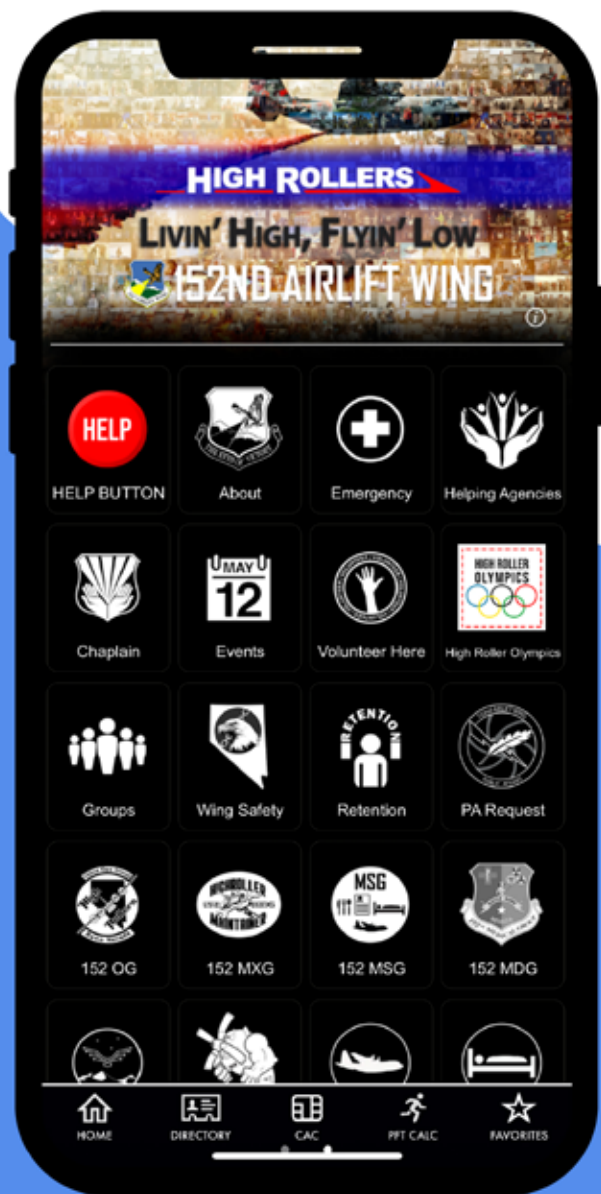 HIGH ROLLERS
LIVIN' HIGH, FLYIN' LOW
152ND AIRLIFT WING
HELP
HELP BUTTON
About
Emergency
Helping Agencies
MAY
12
HIGH ROLLER
OLYMPICS
Chaplain
Events
Volunteer Here
High Roller Olympics
RETENTION
Groups
Wing Safety
Retention
PA Request
HIGHROLLER
MAINTAINER
MSG
152 OG
152 MXG
152 MSG
152 MDG
HOME
DIRECTORY
CAC
PFT CALC
FAVORITES